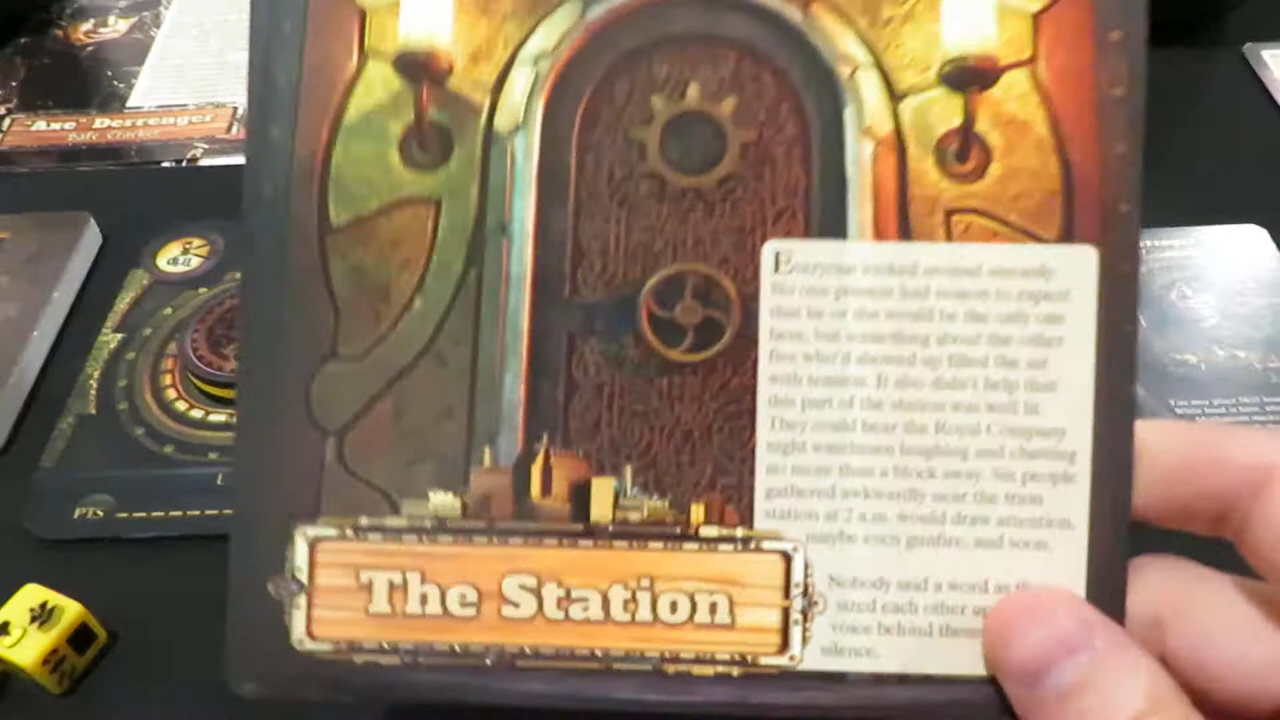 "Axe" Derrenger
Safe Cracker
Trip
PTS
The Station
Everyone looked around uneasily.
No one present had reason to expect
that he or she would be the only one
here, but something about the other
five who'd showed up filled the air
with tension. It also didn't help that
this part of the station was well lit.
They could hear the Royal Company
night watchmen laughing and chatting
no more than a block away. Six people
gathered awkwardly near the train
station at 2 a.m. would draw attention,
maybe even gunfire, and soon.
Nobody said a word as
sized each other up
voice behind them
silence.